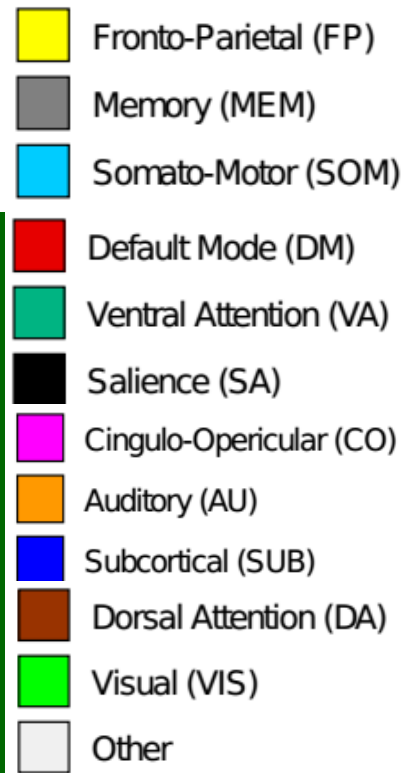 Fronto-Parietal (FP)
Memory (MEM)
Somato-Motor (SOM)
Default Mode (DM)
Ventral Attention (VA)
Salience (SA)
Cingulo-Opericular (CO)
Auditory (AU)
Subcortical (SUB)
Dorsal Attention (DA)
Visual (VIS)
Other